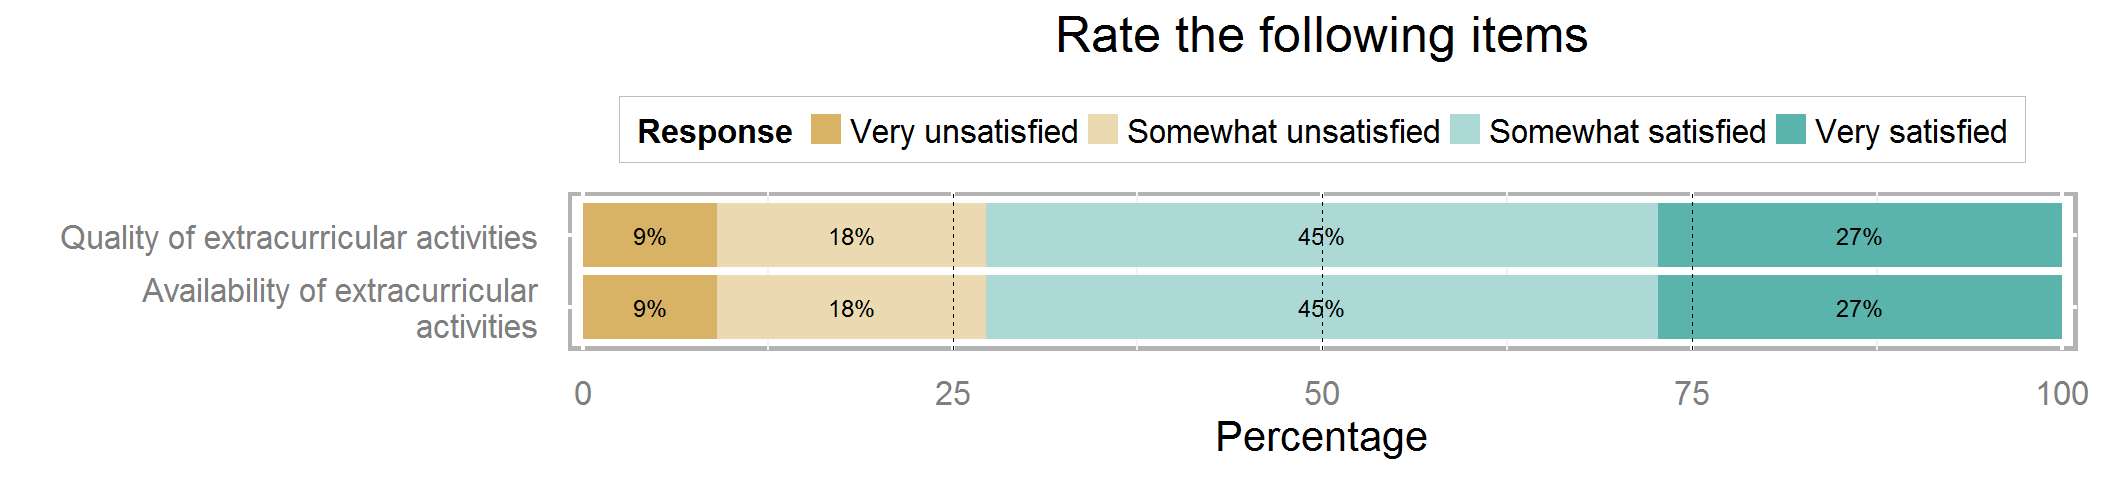 Rate the following items
Response Very unsatisfied Somewhat unsatisfied Somewhat satisfied Very satisfied
Quality of extracurricular activities 9% 18% 45% 27%
Availability of extracurricular
activities 9% 18% 45% 27%
0 25 50 75 100
Percentage